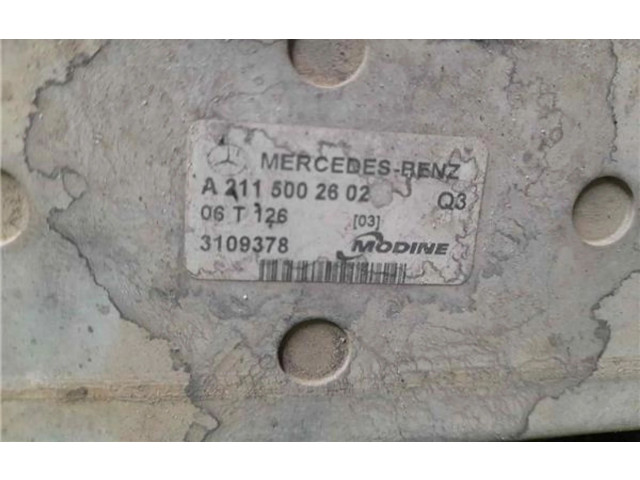 MERCEDES-BENZ
A 211 500 26 02 Q3
06 T 126 [03]
3109378 MODINE